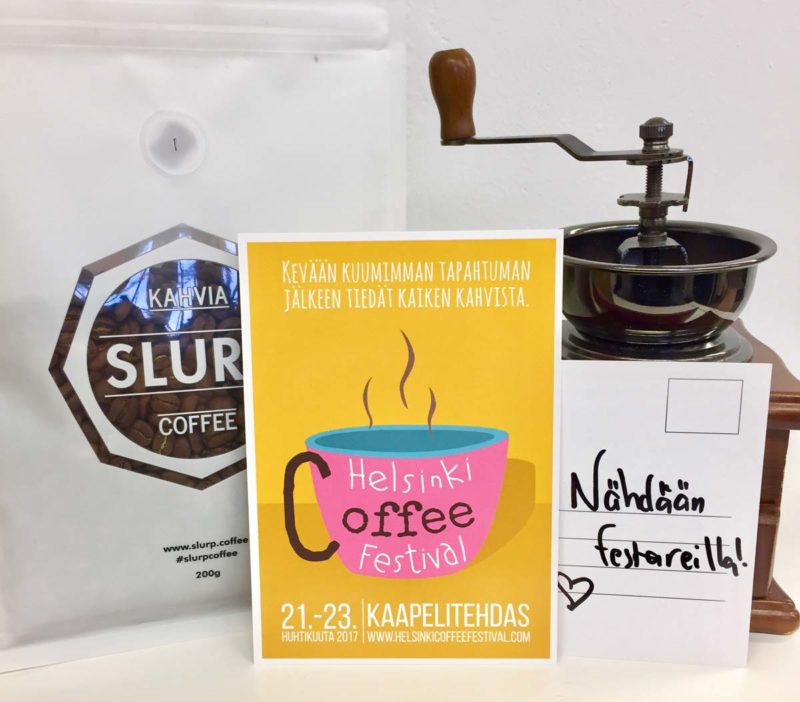 KAHVIA
SLURP
COFFEE
www.slurp.coffee
#slurpcoffee
200g
KEVÄÄN KUUMIMMAN TAPAHTUMAN
JÄLKEEN TIEDÄT KAIKEN KAHVISTA.
Helsinki
Coffee
Festival
21.-23. KAAPELITEHDAS
HUHTIKUUTA 2017 WWW.HELSINKICOFFEEFESTIVAL.COM
Nähdään
festareilla!